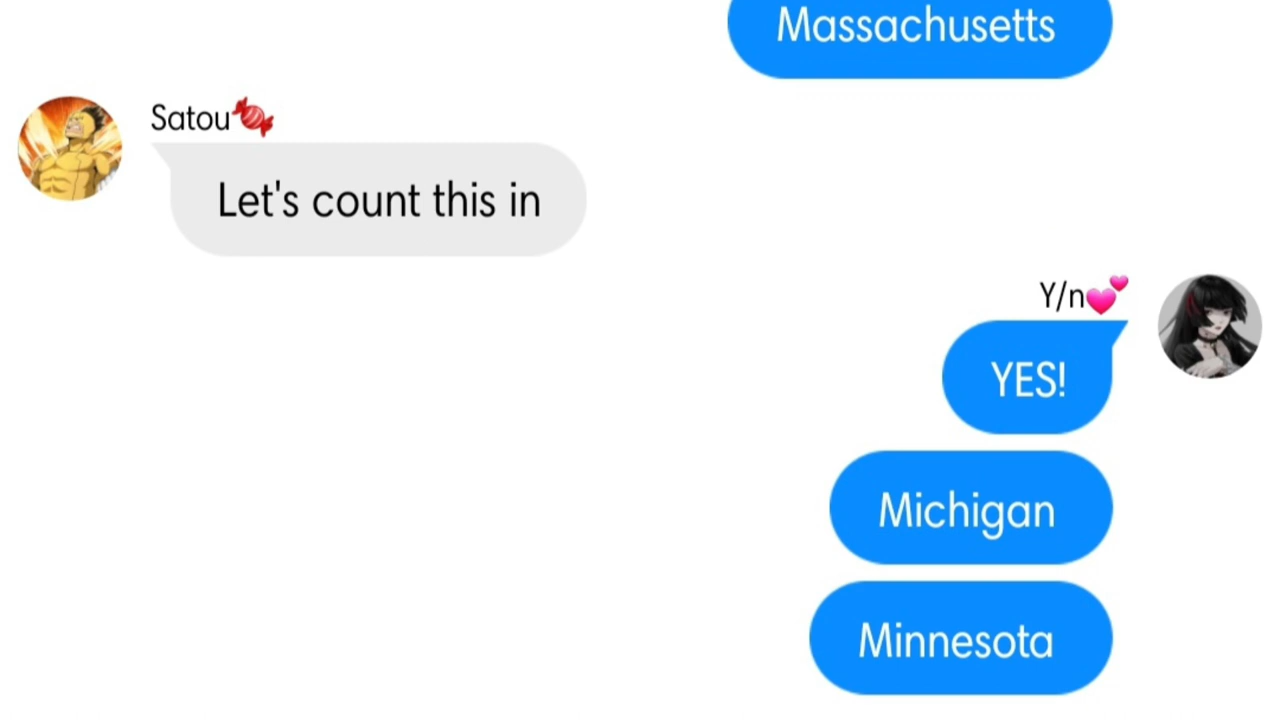 Massachusetts
Satou🍬
Let's count this in
Y/n💕
YES!
Michigan
Minnesota